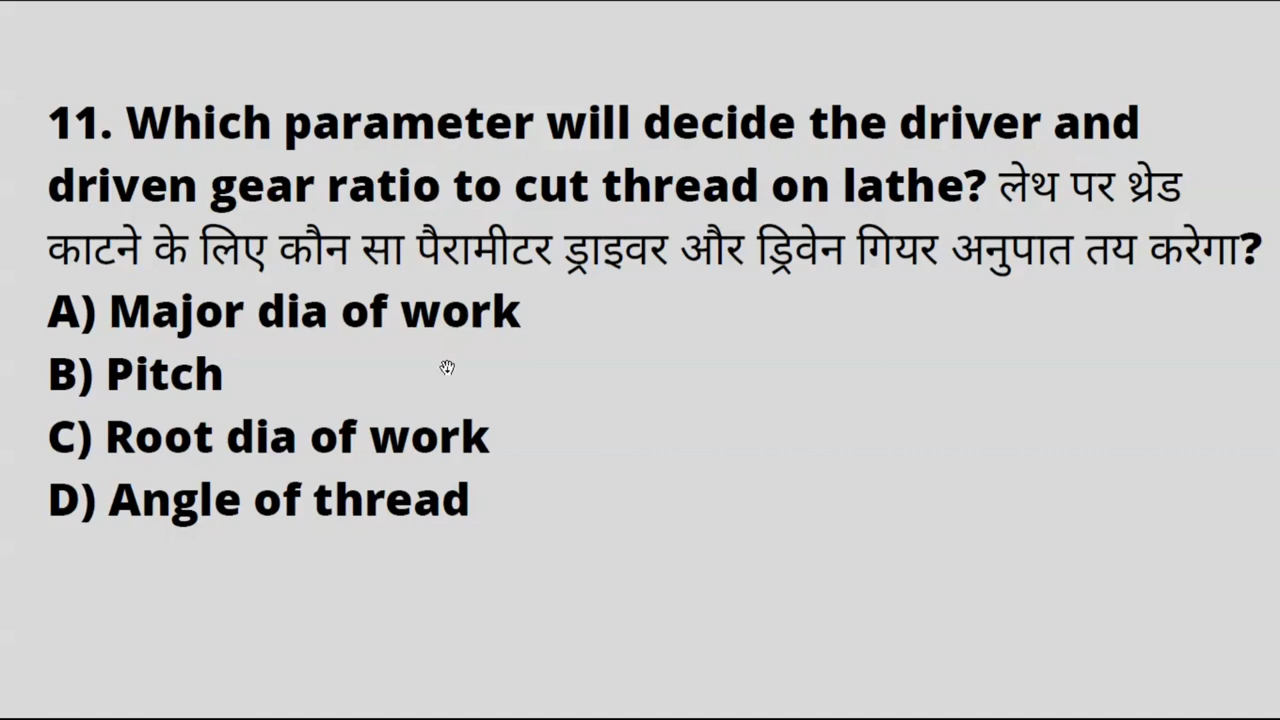 11. Which parameter will decide the driver and
driven gear ratio to cut thread on lathe? लेथ पर थ्रेड
काटने के लिए कौन सा पैरामीटर ड्राइवर और ड्रिवेन गियर अनुपात तय करेगा?
A) Major dia of work
B) Pitch
C) Root dia of work
D) Angle of thread